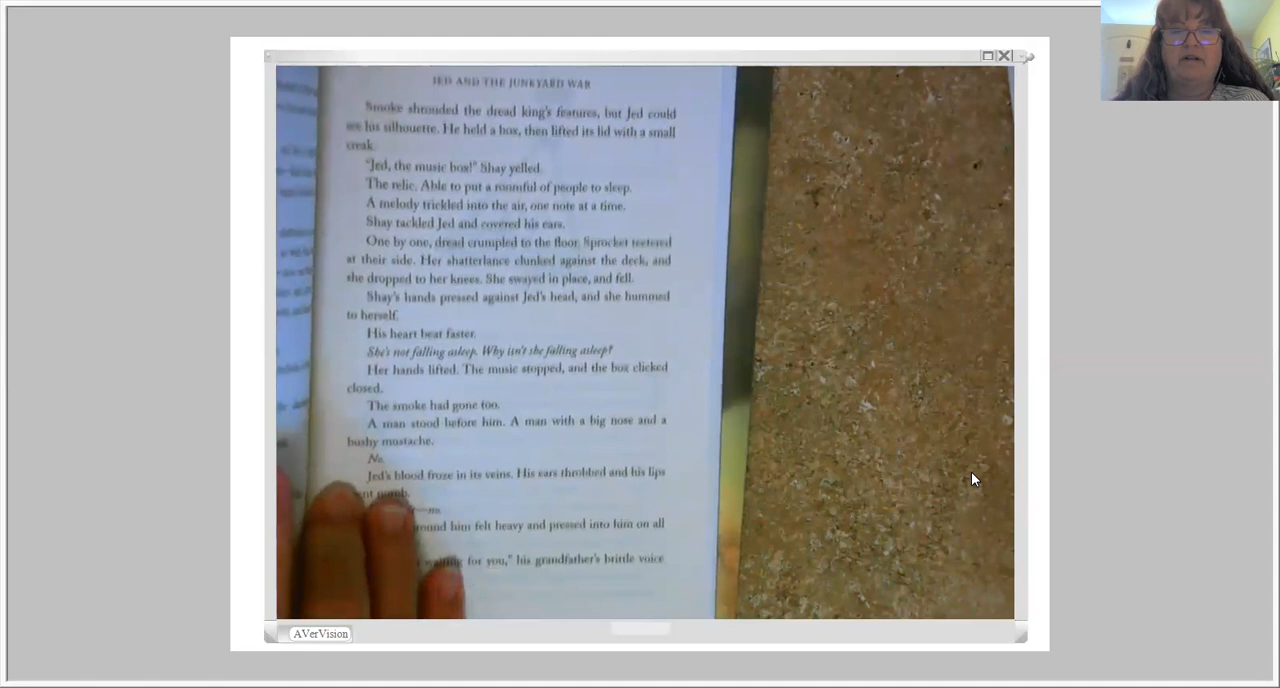 JED AND THE JUNKYARD WAR
Smoke shrouded the dread king's features, but Jed could
see his silhouette. He held a box, then lifted its lid with a small
creak.
"Jed, the music box!" Shay yelled.
The relic. Able to put a roomful of people to sleep.
A melody trickled into the air, one note at a time.
Shay tackled Jed and covered his ears.
One by one, dread crumpled to the floor. Sprocket teetered
at their side. Her shatterlance clunked against the deck, and
she dropped to her knees. She swayed in place, and fell.
Shay's hands pressed against Jed's head, and she hummed
to herself.
His heart beat faster.
She's not falling asleep. Why isn't she falling asleep?
Her hands lifted. The music stopped, and the box clicked
closed.
The smoke had gone too.
A man stood before him. A man with a big nose and a
bushy mustache.
No.
Jed's blood froze in its veins. His ears throbbed and his lips
numb.
—no.
him felt heavy and pressed into him on all
waiting for you," his grandfather's brittle voice
AVerVision